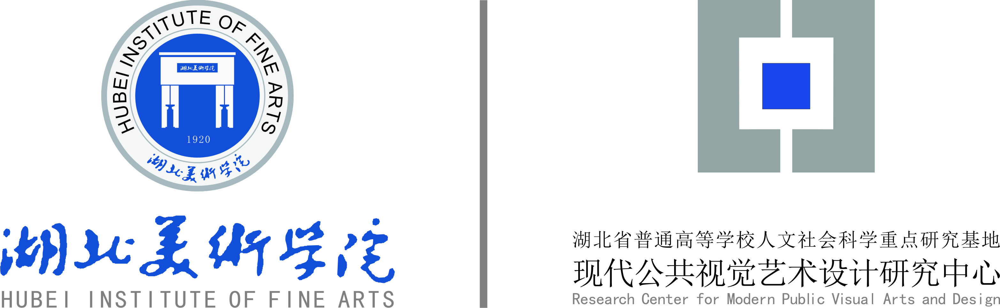 HUBEI INSTITUTE OF FINE ARTS
湖北美術学院
1920
湖北美術学院
湖北美術学院
HUBEI INSTITUTE OF FINE ARTS
湖北省普通高等学校人文社会科学重点研究基地
现代公共视觉艺术设计研究中心
Research Center for Modern Public Visual Arts and Design